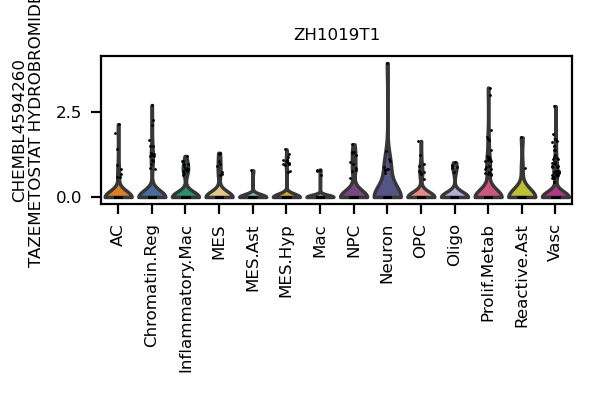 ZH1019T1
CHEMBL4594260
TAZEMETOSTAT HYDROBROMIDE
2.5
0.0
AC
Chromatin.Reg
Inflammatory.Mac
MES
MES.Ast
MES.Hyp
Mac
NPC
Neuron
OPC
Oligo
Prolif.Metab
Reactive.Ast
Vasc